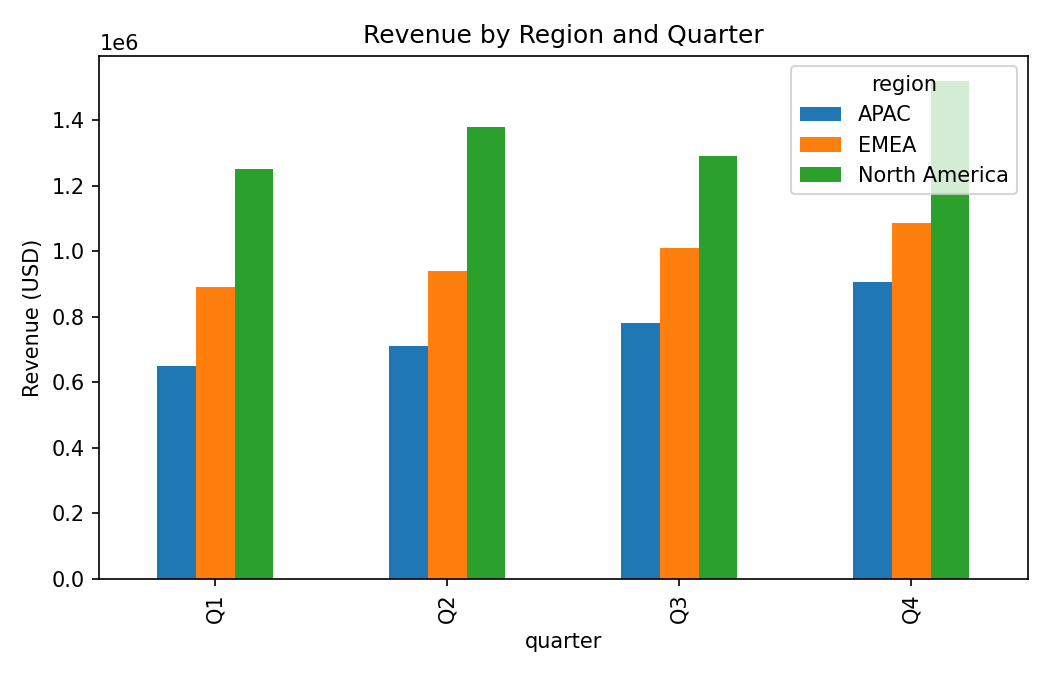 Revenue by Region and Quarter
1e6
region
APAC
EMEA
North America
1.4
1.2
1.0
0.8
0.6
0.4
0.2
0.0
Revenue (USD)
Q1 Q2 Q3 Q4
quarter